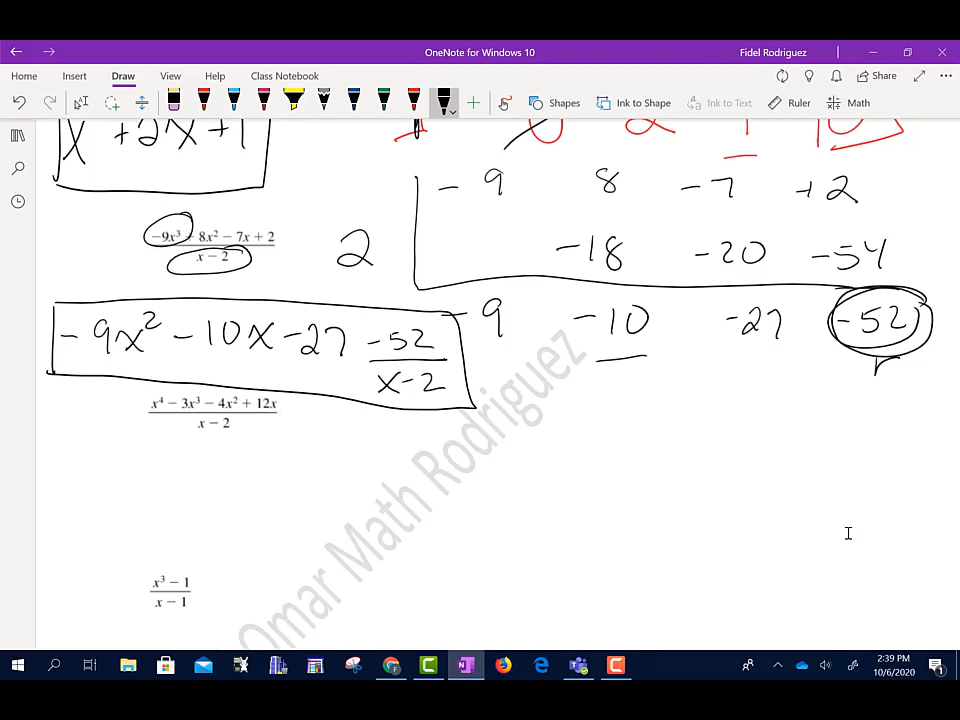 OneNote for Windows 10
Fidel Rodriguez
Home Insert Draw View Help Class Notebook Share
Shapes Ink to Shape Ink to Text Ruler Math
x +2x+1
-9 8 -7 +2
-9x³ + 8x² - 7x + 2
x - 2
2
-18 -20 -54
-9 -10 -27 -52
r
-9x² -10x -27 -52
x-2
x⁴ - 3x³ - 4x² + 12x
x - 2
x³ - 1
x - 1
Omar Math Rodriguez
2:39 PM
10/6/2020